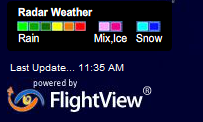 Radar Weather
Rain Mix,Ice Snow
Last Update... 11:35 AM
powered by
FlightView®